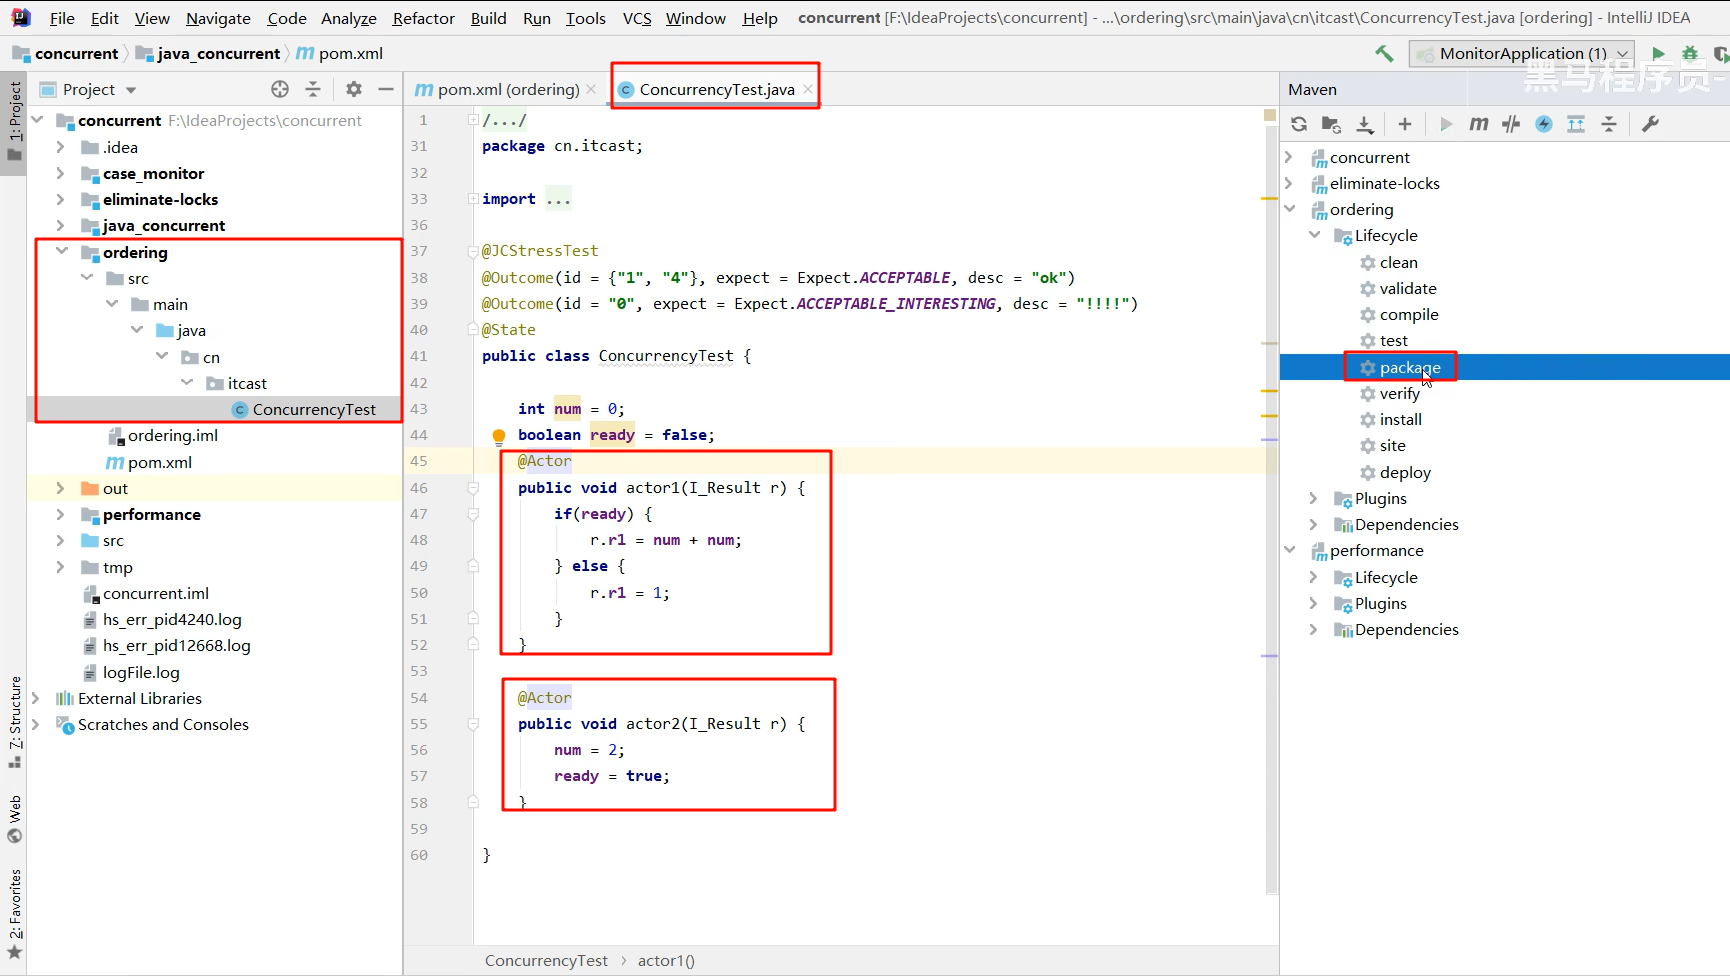 File Edit View Navigate Code Analyze Refactor Build Run Tools VCS Window Help concurrent [F:\IdeaProjects\concurrent] - ...\ordering\src\main\java\cn\itcast\ConcurrencyTest.java [ordering] - IntelliJ IDEA
concurrent java_concurrent pom.xml
MonitorApplication (1)
黑马程序员-
1: Project
7: Structure
Web
2: Favorites
Project
concurrent F:\IdeaProjects\concurrent
.idea
case_monitor
eliminate-locks
java_concurrent
ordering
src
main
java
cn
itcast
ConcurrencyTest
ordering.iml
pom.xml
out
performance
src
tmp
concurrent.iml
hs_err_pid4240.log
hs_err_pid12668.log
logFile.log
External Libraries
Scratches and Consoles
pom.xml (ordering) ConcurrencyTest.java
1 /.../
31 package cn.itcast;
32
33 import ...
36
37 @JCStressTest
38 @Outcome(id = {"1", "4"}, expect = Expect.ACCEPTABLE, desc = "ok")
39 @Outcome(id = "0", expect = Expect.ACCEPTABLE_INTERESTING, desc = "!!!!")
40 @State
41 public class ConcurrencyTest {
42
43 int num = 0;
44 boolean ready = false;
45 @Actor
46 public void actor1(I_Result r) {
47 if(ready) {
48 r.r1 = num + num;
49 } else {
50 r.r1 = 1;
51 }
52 }
53
54 @Actor
55 public void actor2(I_Result r) {
56 num = 2;
57 ready = true;
58 }
59
60 }
ConcurrencyTest actor1()
Maven
concurrent
eliminate-locks
ordering
Lifecycle
clean
validate
compile
test
package
verify
install
site
deploy
Plugins
Dependencies
performance
Lifecycle
Plugins
Dependencies